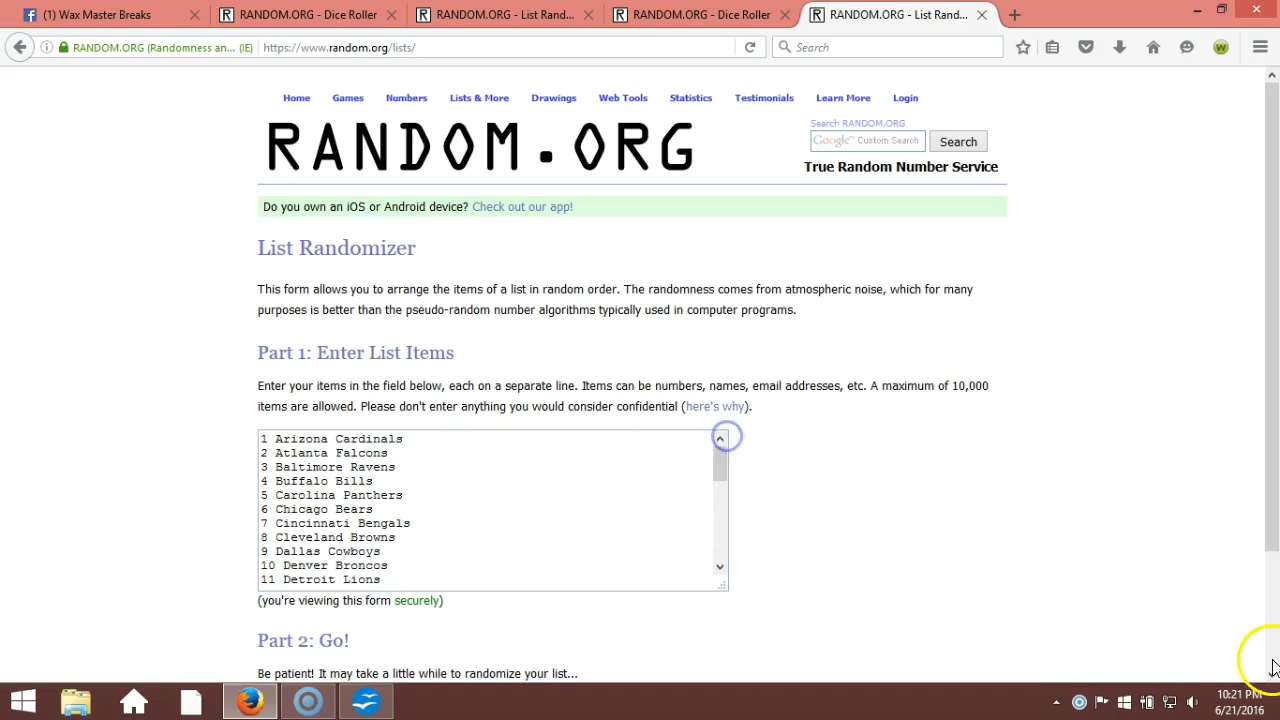 (1) Wax Master Breaks
RANDOM.ORG - Dice Roller
RANDOM.ORG - List Rand...
RANDOM.ORG - Dice Roller
RANDOM.ORG - List Rand...
RANDOM.ORG (Randomness an... (IE)
https://www.random.org/lists/
Search
Home Games Numbers Lists & More Drawings Web Tools Statistics Testimonials Learn More Login
RANDOM.ORG
Search RANDOM.ORG
Google™ Custom Search
Search
True Random Number Service
Do you own an iOS or Android device? Check out our app!
List Randomizer
This form allows you to arrange the items of a list in random order. The randomness comes from atmospheric noise, which for many
purposes is better than the pseudo-random number algorithms typically used in computer programs.
Part 1: Enter List Items
Enter your items in the field below, each on a separate line. Items can be numbers, names, email addresses, etc. A maximum of 10,000
items are allowed. Please don't enter anything you would consider confidential (here's why).
1 Arizona Cardinals
2 Atlanta Falcons
3 Baltimore Ravens
4 Buffalo Bills
5 Carolina Panthers
6 Chicago Bears
7 Cincinnati Bengals
8 Cleveland Browns
9 Dallas Cowboys
10 Denver Broncos
11 Detroit Lions
(you're viewing this form securely)
Part 2: Go!
Be patient! It may take a little while to randomize your list...
10:21 PM
6/21/2016